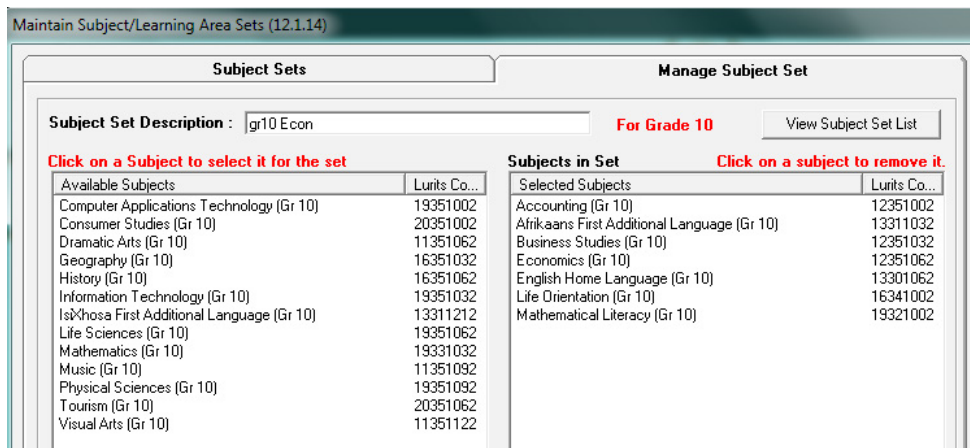 Maintain Subject/Learning Area Sets (12.1.14)
Subject Sets
Manage Subject Set
Subject Set Description : gr10 Econ
For Grade 10
View Subject Set List
Click on a Subject to select it for the set
Available Subjects Lurits Co...
Computer Applications Technology (Gr 10) 19351002
Consumer Studies (Gr 10) 20351002
Dramatic Arts (Gr 10) 11351062
Geography (Gr 10) 16351032
History (Gr 10) 16351062
Information Technology (Gr 10) 19351032
IsiXhosa First Additional Language (Gr 10) 13311212
Life Sciences (Gr 10) 19351062
Mathematics (Gr 10) 19331032
Music (Gr 10) 11351092
Physical Sciences (Gr 10) 19351092
Tourism (Gr 10) 20351062
Visual Arts (Gr 10) 11351122
Subjects in Set Click on a subject to remove it.
Selected Subjects Lurits Co...
Accounting (Gr 10) 12351002
Afrikaans First Additional Language (Gr 10) 13311032
Business Studies (Gr 10) 12351032
Economics (Gr 10) 12351062
English Home Language (Gr 10) 13301062
Life Orientation (Gr 10) 16341002
Mathematical Literacy (Gr 10) 19321002